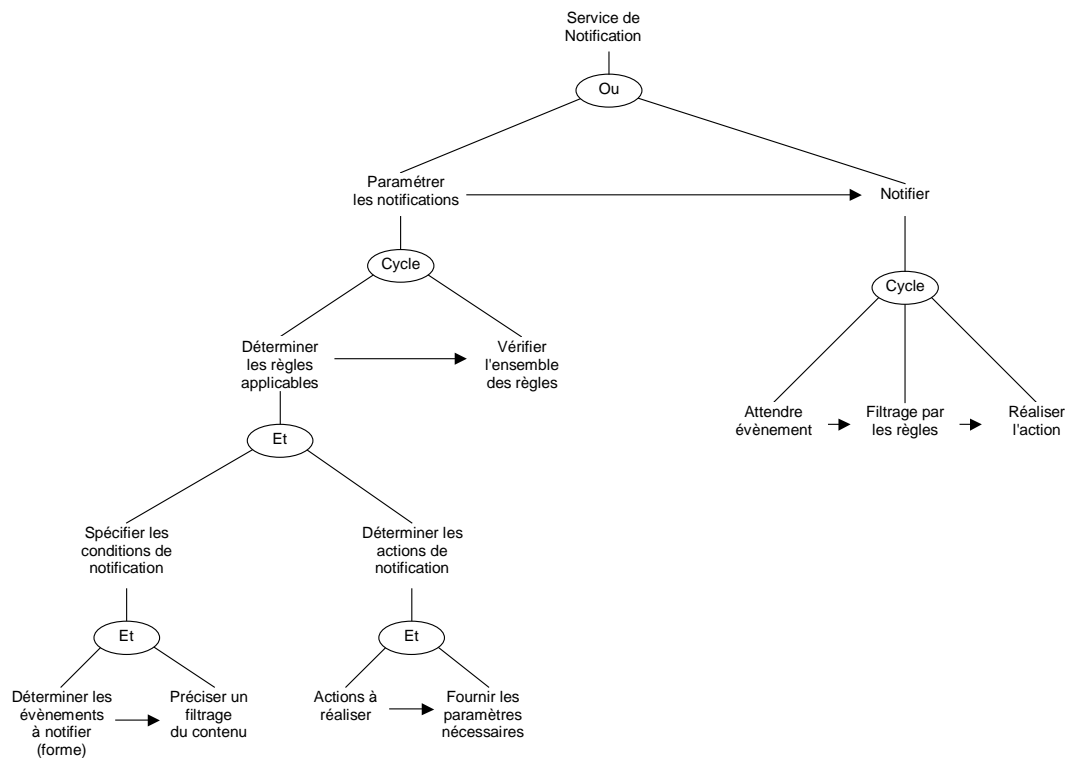 Service de
Notification
Ou
Paramétrer
les notifications
Notifier
Cycle
Cycle
Déterminer
les règles
applicables
Vérifier
l'ensemble
des règles
Attendre
évènement
Filtrage par
les règles
Réaliser
l'action
Et
Spécifier les
conditions de
notification
Déterminer les
actions de
notification
Et
Et
Déterminer les
évènements
à notifier
(forme)
Préciser un
filtrage
du contenu
Actions à
réaliser
Fournir les
paramètres
nécessaires